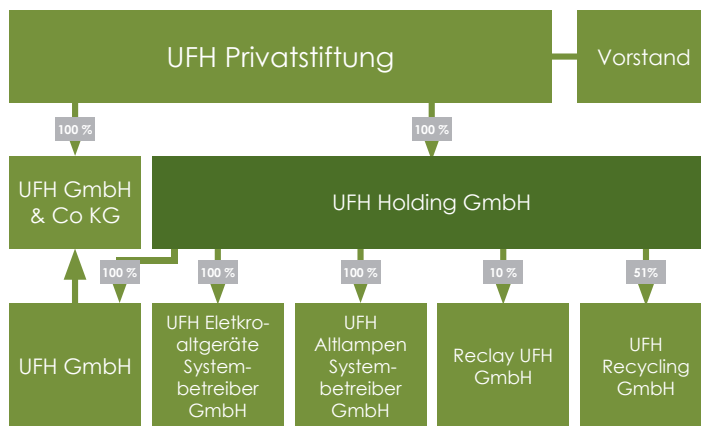 UFH Privatstiftung
Vorstand
100 %
100 %
UFH GmbH
& Co KG
UFH Holding GmbH
100 %
100 %
100 %
10 %
51%
UFH GmbH
UFH Eletkro-
altgeräte
System-
betreiber
GmbH
UFH
Altlampen
System-
betreiber
GmbH
Reclay UFH
GmbH
UFH
Recycling
GmbH